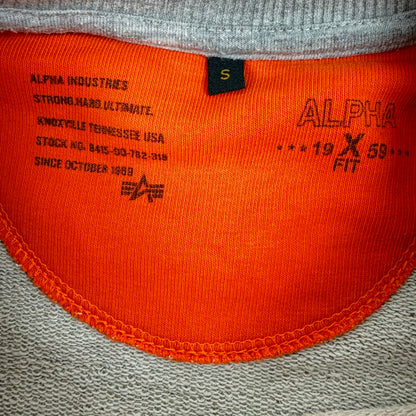 ALPHA INDUSTRIES
STRONG.HARD.ULTIMATE.
KNOXVILLE TENNESSEE USA
STOCK NO. 8415-00-782-318
SINCE OCTOBER 1959
S
ALPHA
★★★ 19 X 59 ★★★
FIT